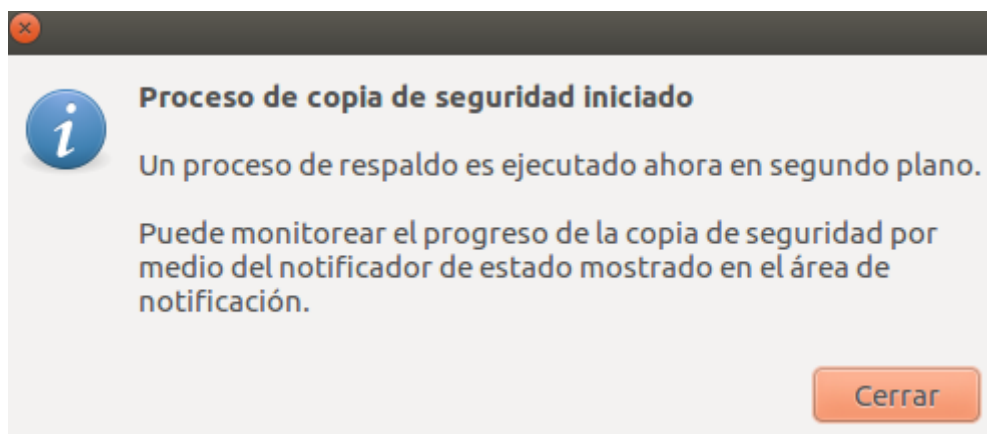 Proceso de copia de seguridad iniciado
Un proceso de respaldo es ejecutado ahora en segundo plano.
Puede monitorear el progreso de la copia de seguridad por
medio del notificador de estado mostrado en el área de
notificación.
Cerrar